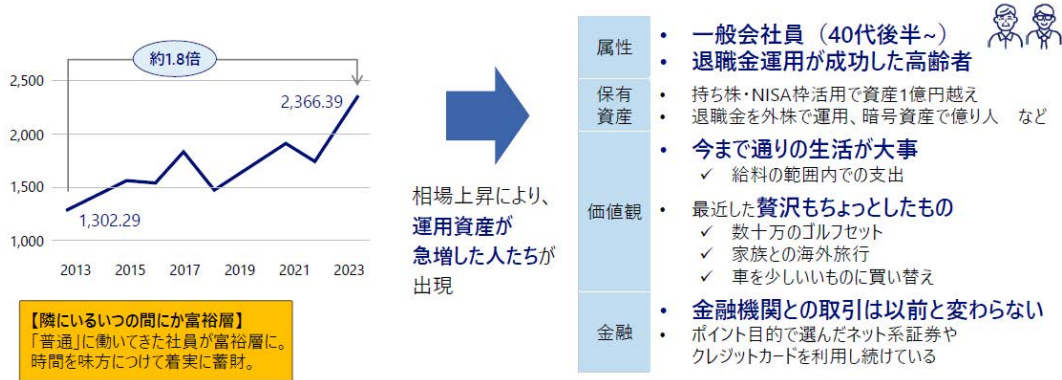 約1.8倍
2,500
2,000
1,500
1,000
2,366.39
1,302.29
2013 2015 2017 2019 2021 2023
【隣にいるいつの間にか富裕層】
「普通」に働いてきた社員が富裕層に。
時間を味方につけて着実に蓄財。
相場上昇により、
運用資産が
急増した人たちが
出現
属性
• 一般会社員（40代後半~）
• 退職金運用が成功した高齢者
保有
資産
• 持ち株・NISA枠活用で資産1億円越え
• 退職金を外株で運用、暗号資産で億り人 など
価値観
• 今まで通りの生活が大事
✓ 給料の範囲内での支出
• 最近した贅沢もちょっとしたもの
✓ 数十万のゴルフセット
✓ 家族との海外旅行
✓ 車を少しいいものに買い替え
金融
• 金融機関との取引は以前と変わらない
• ポイント目的で選んだネット系証券や
クレジットカードを利用し続けている